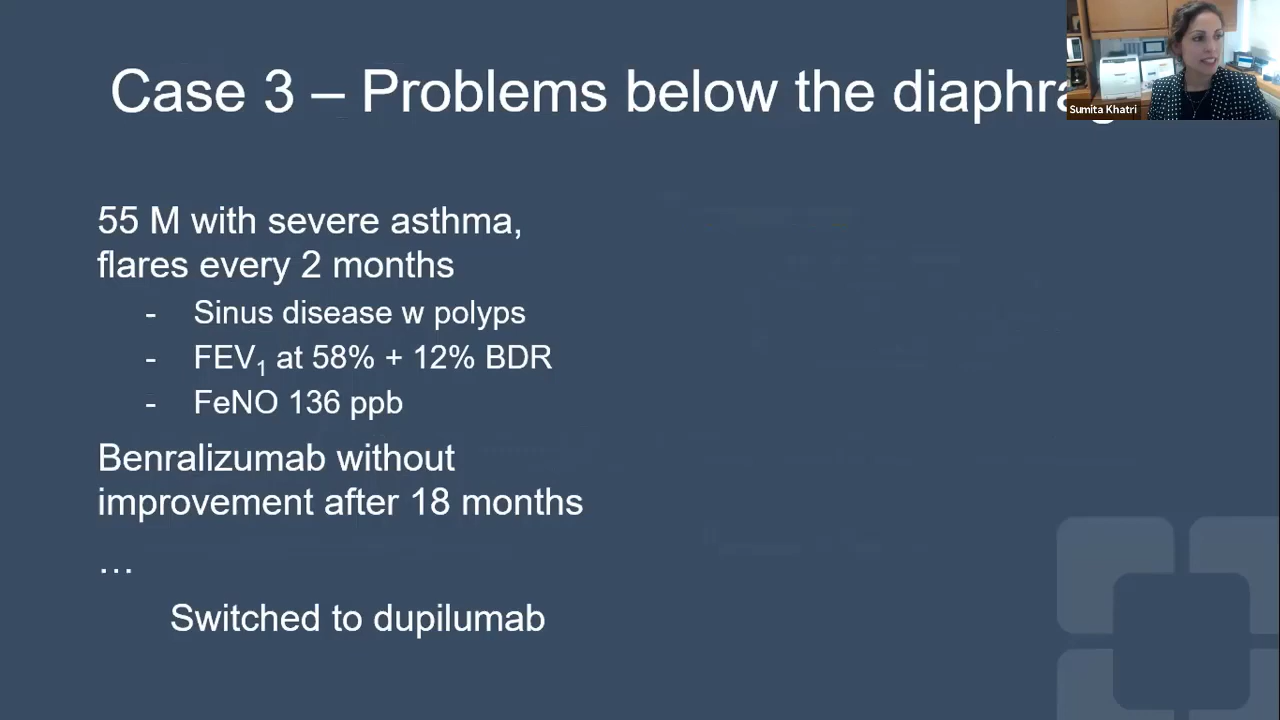 Case 3 – Problems below the
Sumita Khatri
55 M with severe asthma,
flares every 2 months
- Sinus disease w polyps
- FEV1 at 58% + 12% BDR
- FeNO 136 ppb
Benralizumab without
improvement after 18 months
…
Switched to dupilumab